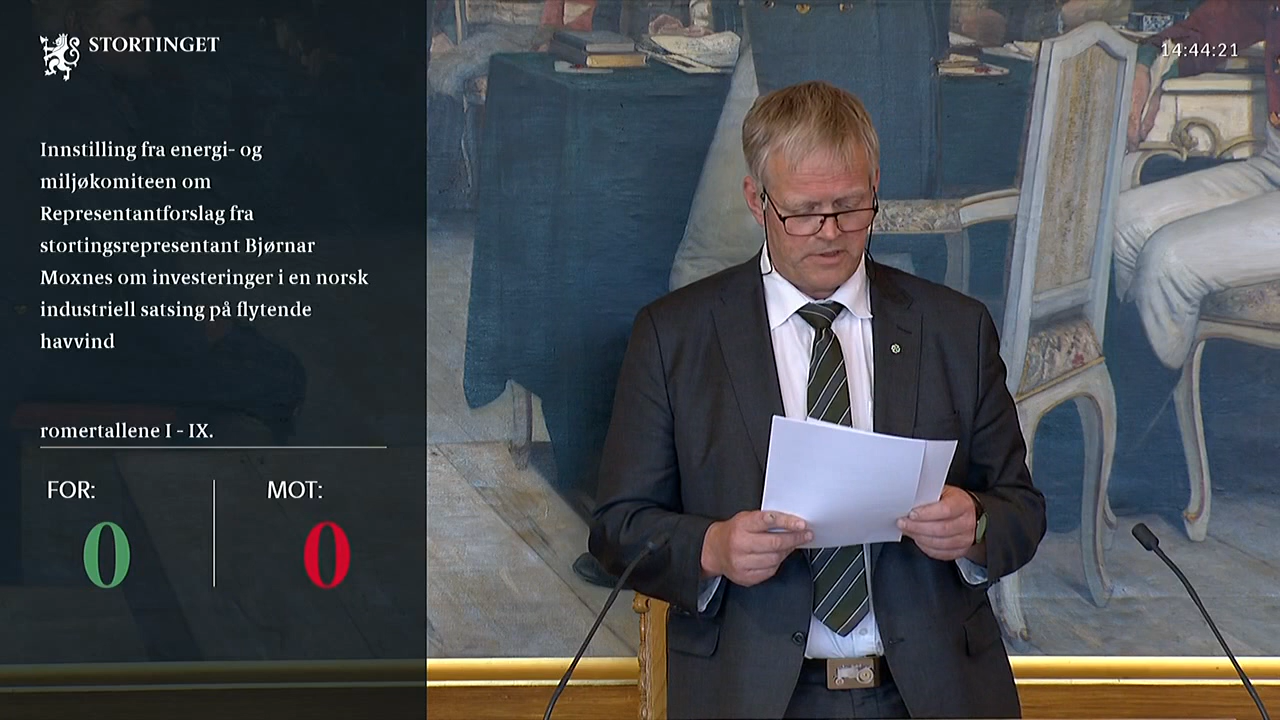 STORTINGET
14:44:21
Innstilling fra energi- og
miljøkomiteen om
Representantforslag fra
stortingsrepresentant Bjørnar
Moxnes om investeringer i en norsk
industriell satsing på flytende
havvind
romertallene I - IX.
FOR:
MOT:
0
0